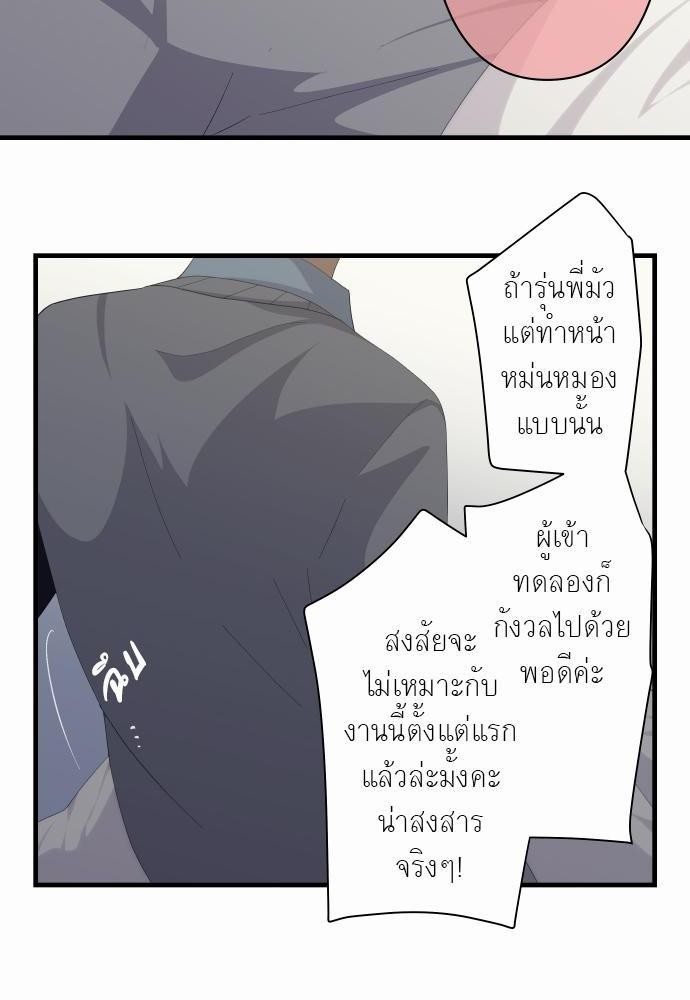 ถ้ารุ่นพี่มัว
แต่ทำหน้า
หม่นหมอง
แบบนั้น
ผู้เข้า
ทดลองก็
กังวลไปด้วย
พอดีค่ะ
สงสัยจะ
ไม่เหมาะกับ
งานนี้ตั้งแต่แรก
แล้วล่ะมั้งคะ
น่าสงสาร
จริงๆ!
ฉึบ